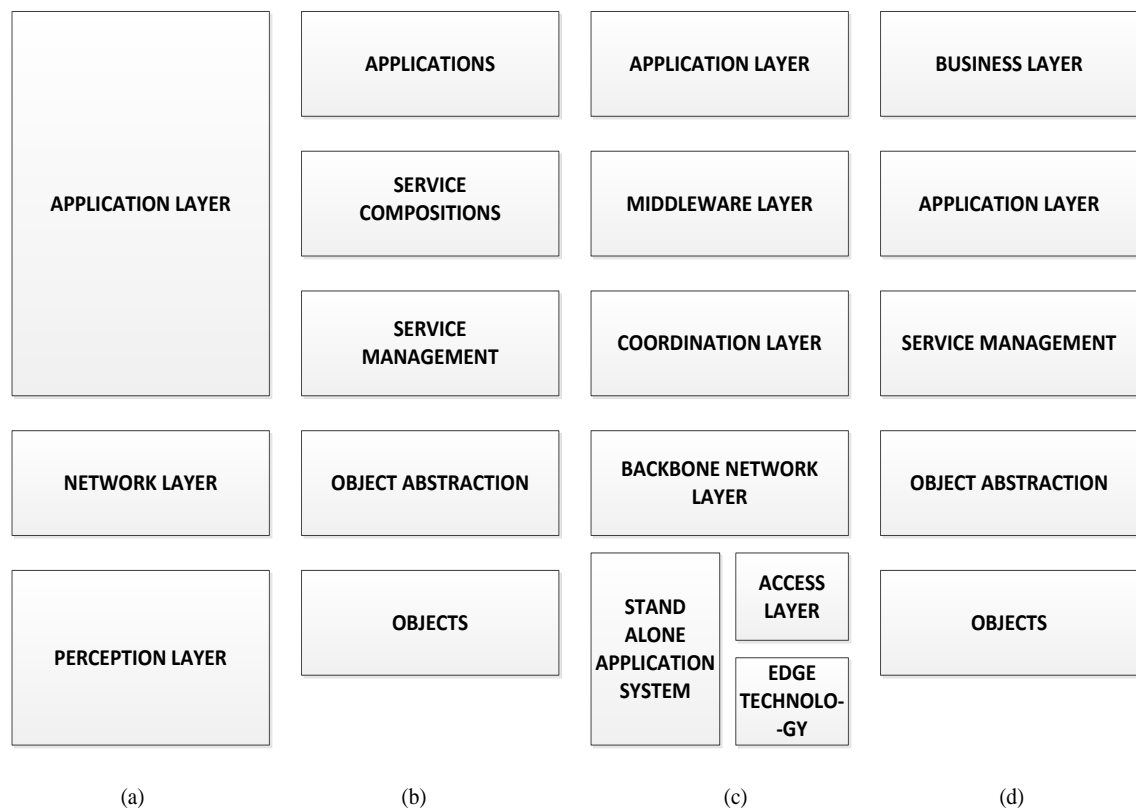 APPLICATION LAYER
NETWORK LAYER
PERCEPTION LAYER
(a)
APPLICATIONS
SERVICE
COMPOSITIONS
SERVICE
MANAGEMENT
OBJECT ABSTRACTION
OBJECTS
(b)
APPLICATION LAYER
MIDDLEWARE LAYER
COORDINATION LAYER
BACKBONE NETWORK
LAYER
STAND
ALONE
APPLICATION
SYSTEM
ACCESS
LAYER
EDGE
TECHNOLO-
-GY
(c)
BUSINESS LAYER
APPLICATION LAYER
SERVICE MANAGEMENT
OBJECT ABSTRACTION
OBJECTS
(d)